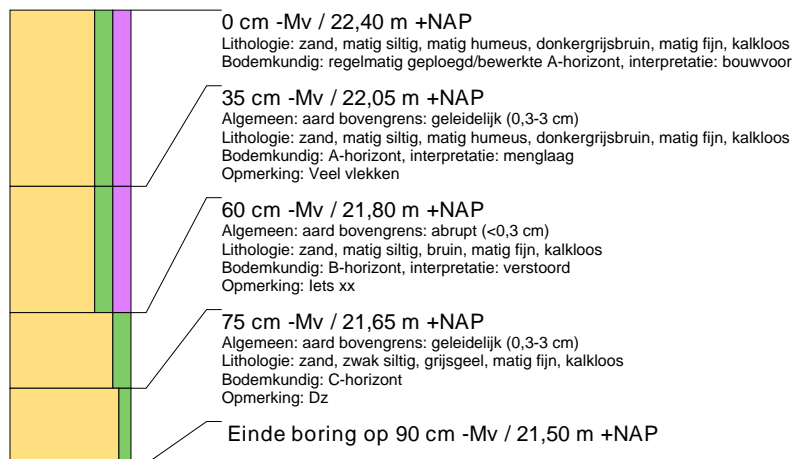 0 cm -Mv / 22,40 m +NAP
Lithologie: zand, matig siltig, matig humeus, donkergrijsbruin, matig fijn, kalkloos
Bodemkundig: regelmatig geploegd/bewerkte A-horizont, interpretatie: bouwvoor
35 cm -Mv / 22,05 m +NAP
Algemeen: aard bovengrens: geleidelijk (0,3-3 cm)
Lithologie: zand, matig siltig, matig humeus, donkergrijsbruin, matig fijn, kalkloos
Bodemkundig: A-horizont, interpretatie: menglaag
Opmerking: Veel vlekken
60 cm -Mv / 21,80 m +NAP
Algemeen: aard bovengrens: abrupt (<0,3 cm)
Lithologie: zand, matig siltig, bruin, matig fijn, kalkloos
Bodemkundig: B-horizont, interpretatie: verstoord
Opmerking: Iets xx
75 cm -Mv / 21,65 m +NAP
Algemeen: aard bovengrens: geleidelijk (0,3-3 cm)
Lithologie: zand, zwak siltig, grijsgeel, matig fijn, kalkloos
Bodemkundig: C-horizont
Opmerking: Dz
Einde boring op 90 cm -Mv / 21,50 m +NAP